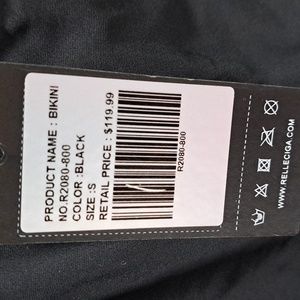 PRODUCT NAME : BIKINI
NO.R2080-800
COLOR :BLACK
SIZE :S
RETAIL PRICE : $119.99
R2080-800
WWW.RELLECIGA.COM